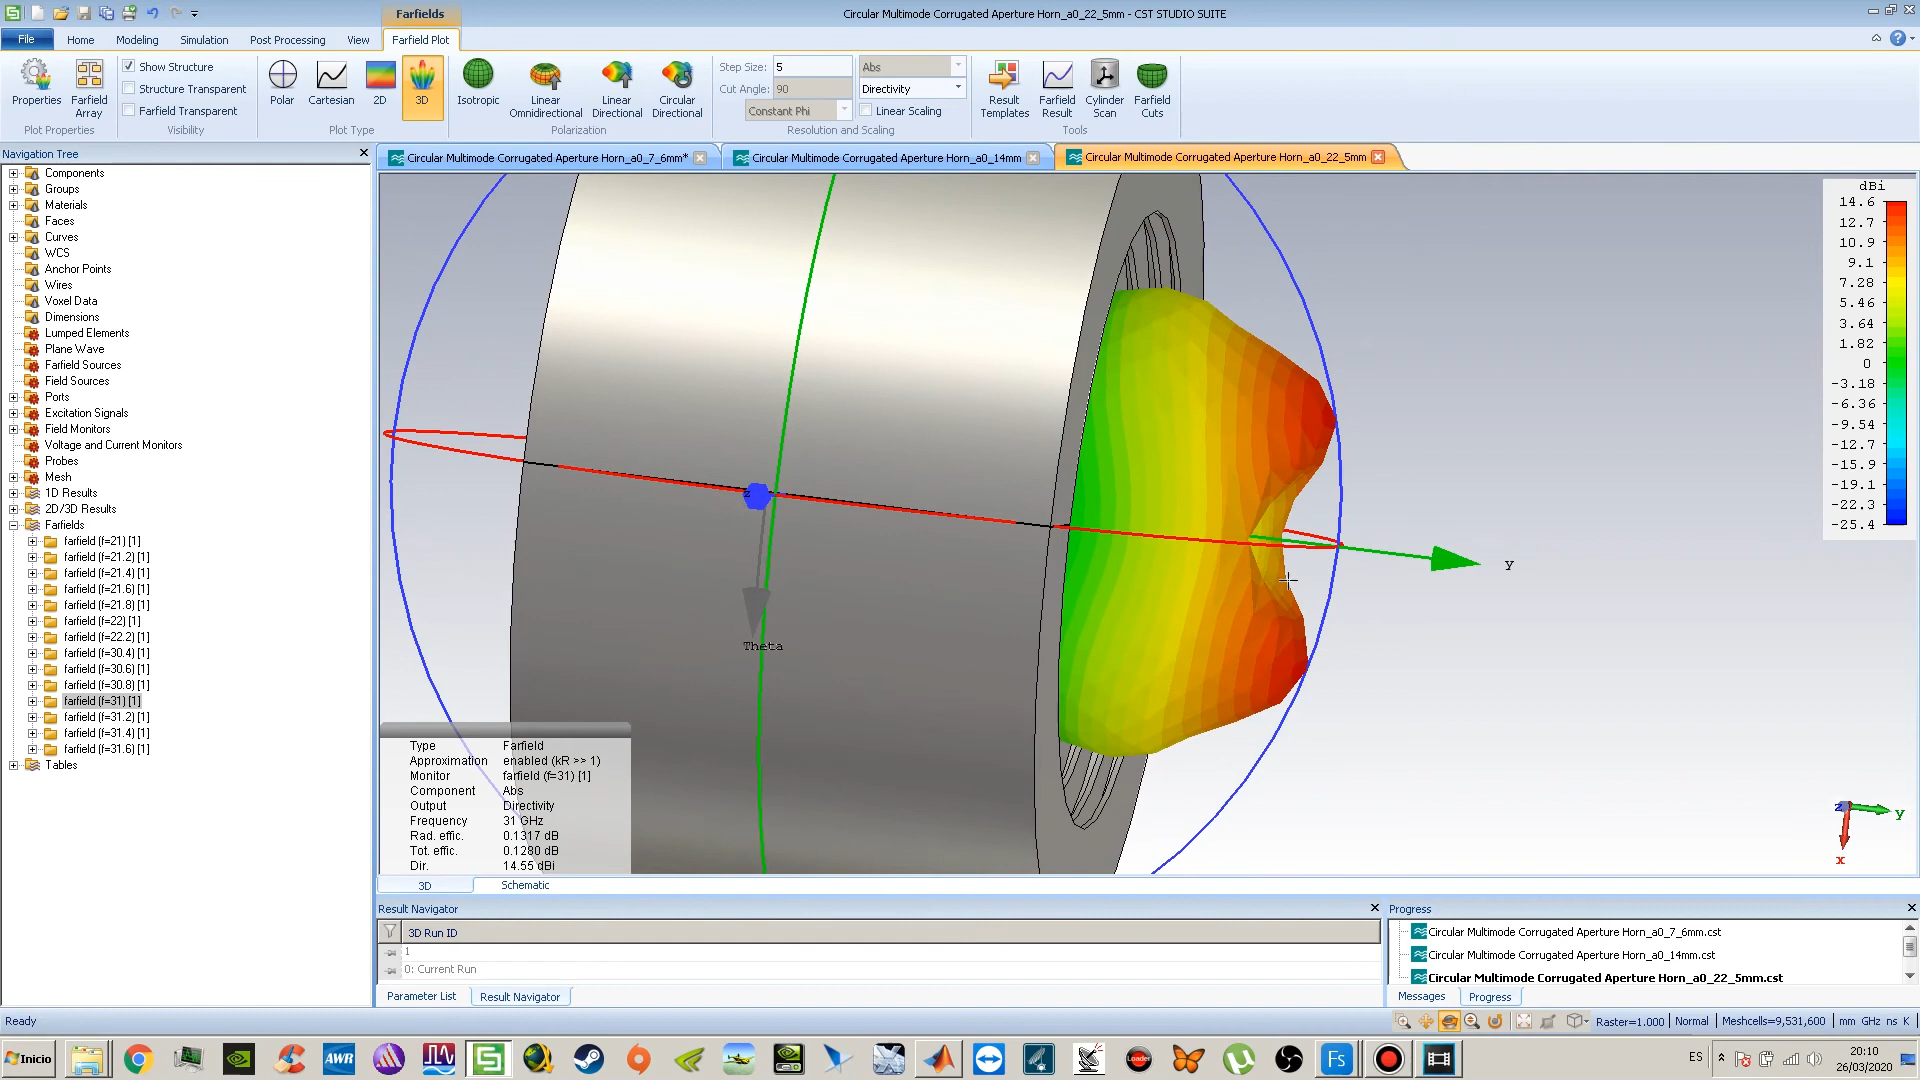 Farfields
Circular Multimode Corrugated Aperture Horn_a0_22_5mm - CST STUDIO SUITE
File
Home
Modeling
Simulation
Post Processing
View
Farfield Plot
Properties
Farfield Array
Plot Properties
Show Structure
Structure Transparent
Farfield Transparent
Visibility
Polar
Cartesian
2D
3D
Plot Type
Isotropic
Linear Omnidirectional
Linear Directional
Circular Directional
Polarization
Step Size: 5
Cut Angle: 90
Constant Phi
Abs
Directivity
Linear Scaling
Resolution and Scaling
Result Templates
Farfield Result
Cylinder Scan
Farfield Cuts
Tools
Navigation Tree
Circular Multimode Corrugated Aperture Horn_a0_7_6mm*
Circular Multimode Corrugated Aperture Horn_a0_14mm
Circular Multimode Corrugated Aperture Horn_a0_22_5mm
Components
Groups
Materials
Faces
Curves
WCS
Anchor Points
Wires
Voxel Data
Dimensions
Lumped Elements
Plane Wave
Farfield Sources
Field Sources
Ports
Excitation Signals
Field Monitors
Voltage and Current Monitors
Probes
Mesh
1D Results
2D/3D Results
Farfields
farfield (f=21) [1]
farfield (f=21.2) [1]
farfield (f=21.4) [1]
farfield (f=21.6) [1]
farfield (f=21.8) [1]
farfield (f=22) [1]
farfield (f=22.2) [1]
farfield (f=30.4) [1]
farfield (f=30.6) [1]
farfield (f=30.8) [1]
farfield (f=31) [1]
farfield (f=31.2) [1]
farfield (f=31.4) [1]
farfield (f=31.6) [1]
Tables
dBi
14.6
12.7
10.9
9.1
7.28
5.46
3.64
1.82
0
-3.18
-6.36
-9.54
-12.7
-15.9
-19.1
-22.3
-25.4
z
y
Theta
Type Farfield
Approximation enabled (kR >> 1)
Monitor farfield (f=31) [1]
Component Abs
Output Directivity
Frequency 31 GHz
Rad. effic. 0.1317 dB
Tot. effic. 0.1280 dB
Dir. 14.55 dBi
z
y
x
3D
Schematic
Result Navigator
3D Run ID
1
0: Current Run
Parameter List
Result Navigator
Progress
Circular Multimode Corrugated Aperture Horn_a0_7_6mm.cst
Circular Multimode Corrugated Aperture Horn_a0_14mm.cst
Circular Multimode Corrugated Aperture Horn_a0_22_5mm.cst
Messages
Progress
Ready
Raster=1.000
Normal
Meshcells=9,531,600
mm GHz ns K
Inicio
AWR
Loader
Fs
ES
20:10
26/03/2020